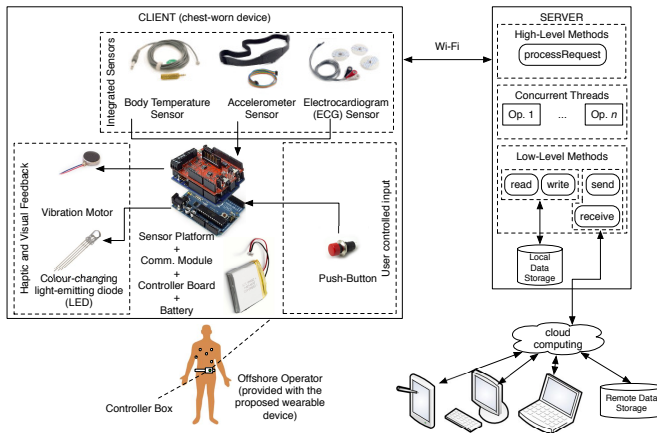 CLIENT (chest-worn device)
Integrated Sensors
Body Temperature
Sensor
Accelerometer
Sensor
Electrocardiogram
(ECG) Sensor
Haptic and Visual Feedback
Vibration Motor
Colour-changing
light-emitting diode
(LED)
Sensor Platform
+
Comm. Module
+
Controller Board
+
Battery
Push-Button
User controlled input
Controller Box
Offshore Operator
(provided with the
proposed wearable
device)
Wi-Fi
SERVER
High-Level Methods
processRequest
Concurrent Threads
Op. 1
...
Op. n
Low-Level Methods
read
write
send
receive
Local
Data
Storage
cloud
computing
Remote Data
Storage